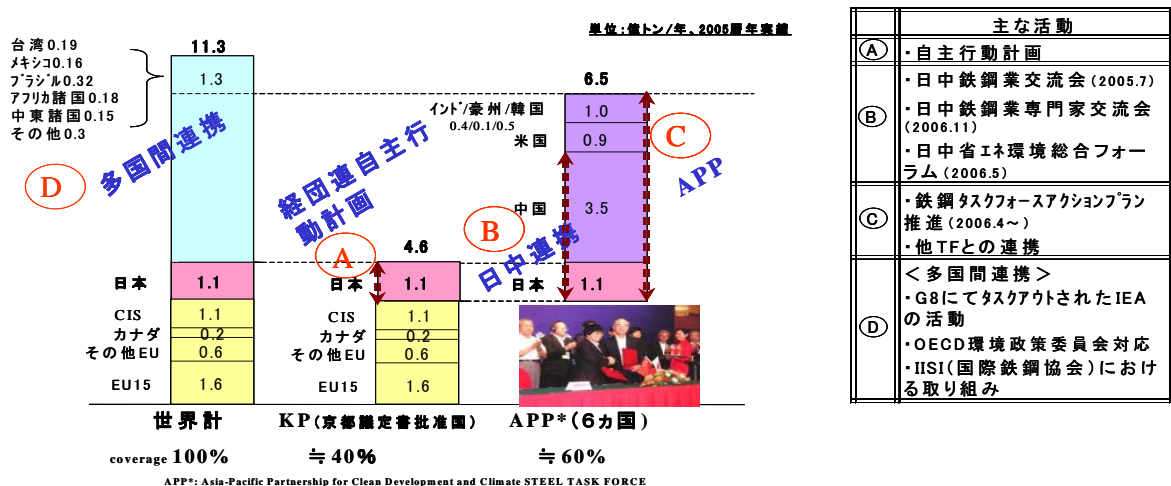 単位:億トン/年、2005暦年実績
台湾0.19
メキシコ0.16
ブラジル0.32
アフリカ諸国0.18
中東諸国0.15
その他0.3
11.3
1.3
D
多国間連携
日本
1.1
CIS
1.1
カナダ
0.2
その他EU
0.6
EU15
1.6
世界計
経団連自主行
動計画
A
4.6
日本
1.1
CIS
1.1
カナダ
0.2
その他EU
0.6
EU15
1.6
KP(京都議定書批准国)
6.5
インド/豪州/韓国
0.4/0.1/0.5
1.0
米国
0.9
中国
3.5
B
日中連携
C
APP
日本
1.1
APP*(6カ国)
coverage 100%
≒40%
≒60%
APP*: Asia-Pacific Partnership for Clean Development and Climate STEEL TASK FORCE
主な活動
A
・自主行動計画
B
・日中鉄鋼業交流会(2005.7)
・日中鉄鋼業専門家交流会
(2006.11)
・日中省エネ環境総合フォー
ラム(2006.5)
C
・鉄鋼タスクフォースアクションプラン
推進(2006.4~)
・他TFとの連携
D
<多国間連携>
・G8にてタスクアウトされたIEA
の活動
・OECD環境政策委員会対応
・IISI(国際鉄鋼協会)におけ
る取り組み